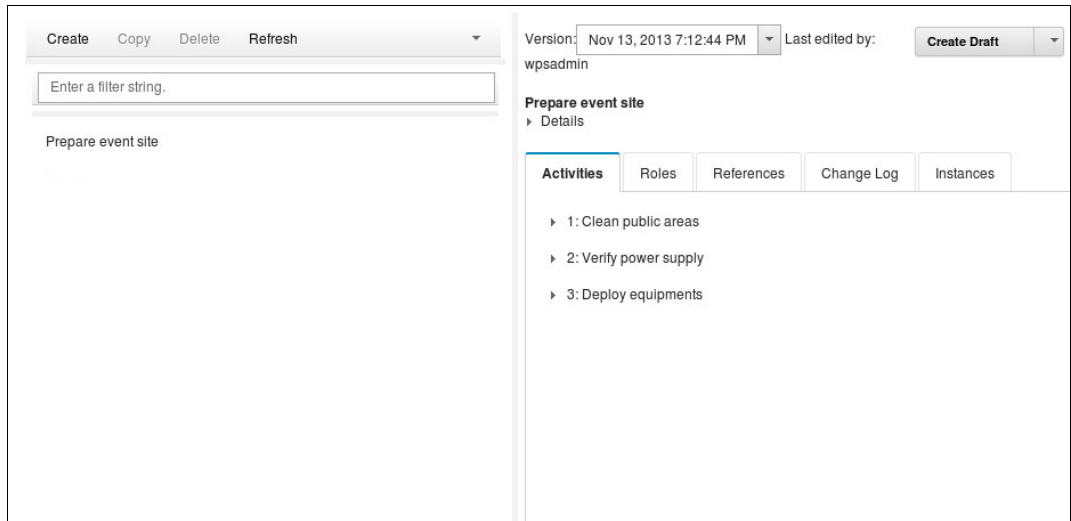 Create Copy Delete Refresh
Enter a filter string.
Prepare event site
Version: Nov 13, 2013 7:12:44 PM Last edited by:
wpsadmin
Create Draft
Prepare event site
Details
Activities Roles References Change Log Instances
1: Clean public areas
2: Verify power supply
3: Deploy equipments